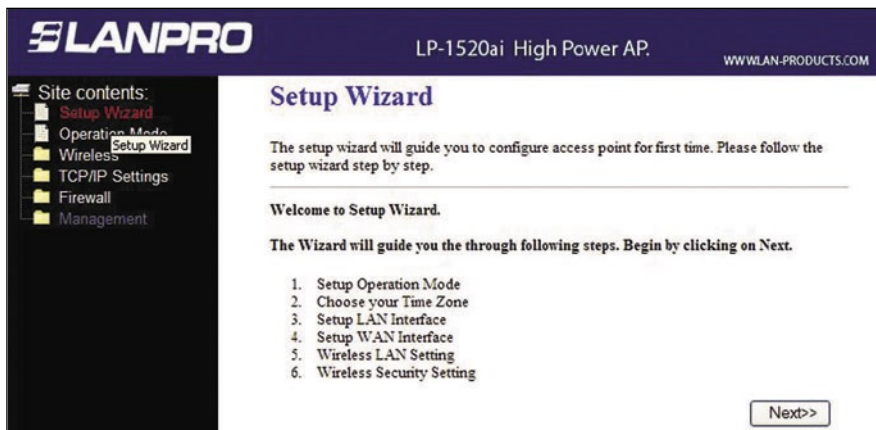 LANPRO
LP-1520ai High Power AP.
WWWLAN-PRODUCTS.COM
Site contents:
Setup Wizard
Operation Mode
Setup Wizard
Wireless
TCP/IP Settings
Firewall
Management
Setup Wizard
The setup wizard will guide you to configure access point for first time. Please follow the
setup wizard step by step.
Welcome to Setup Wizard.
The Wizard will guide you the through following steps. Begin by clicking on Next.
1. Setup Operation Mode
2. Choose your Time Zone
3. Setup LAN Interface
4. Setup WAN Interface
5. Wireless LAN Setting
6. Wireless Security Setting
Next>>